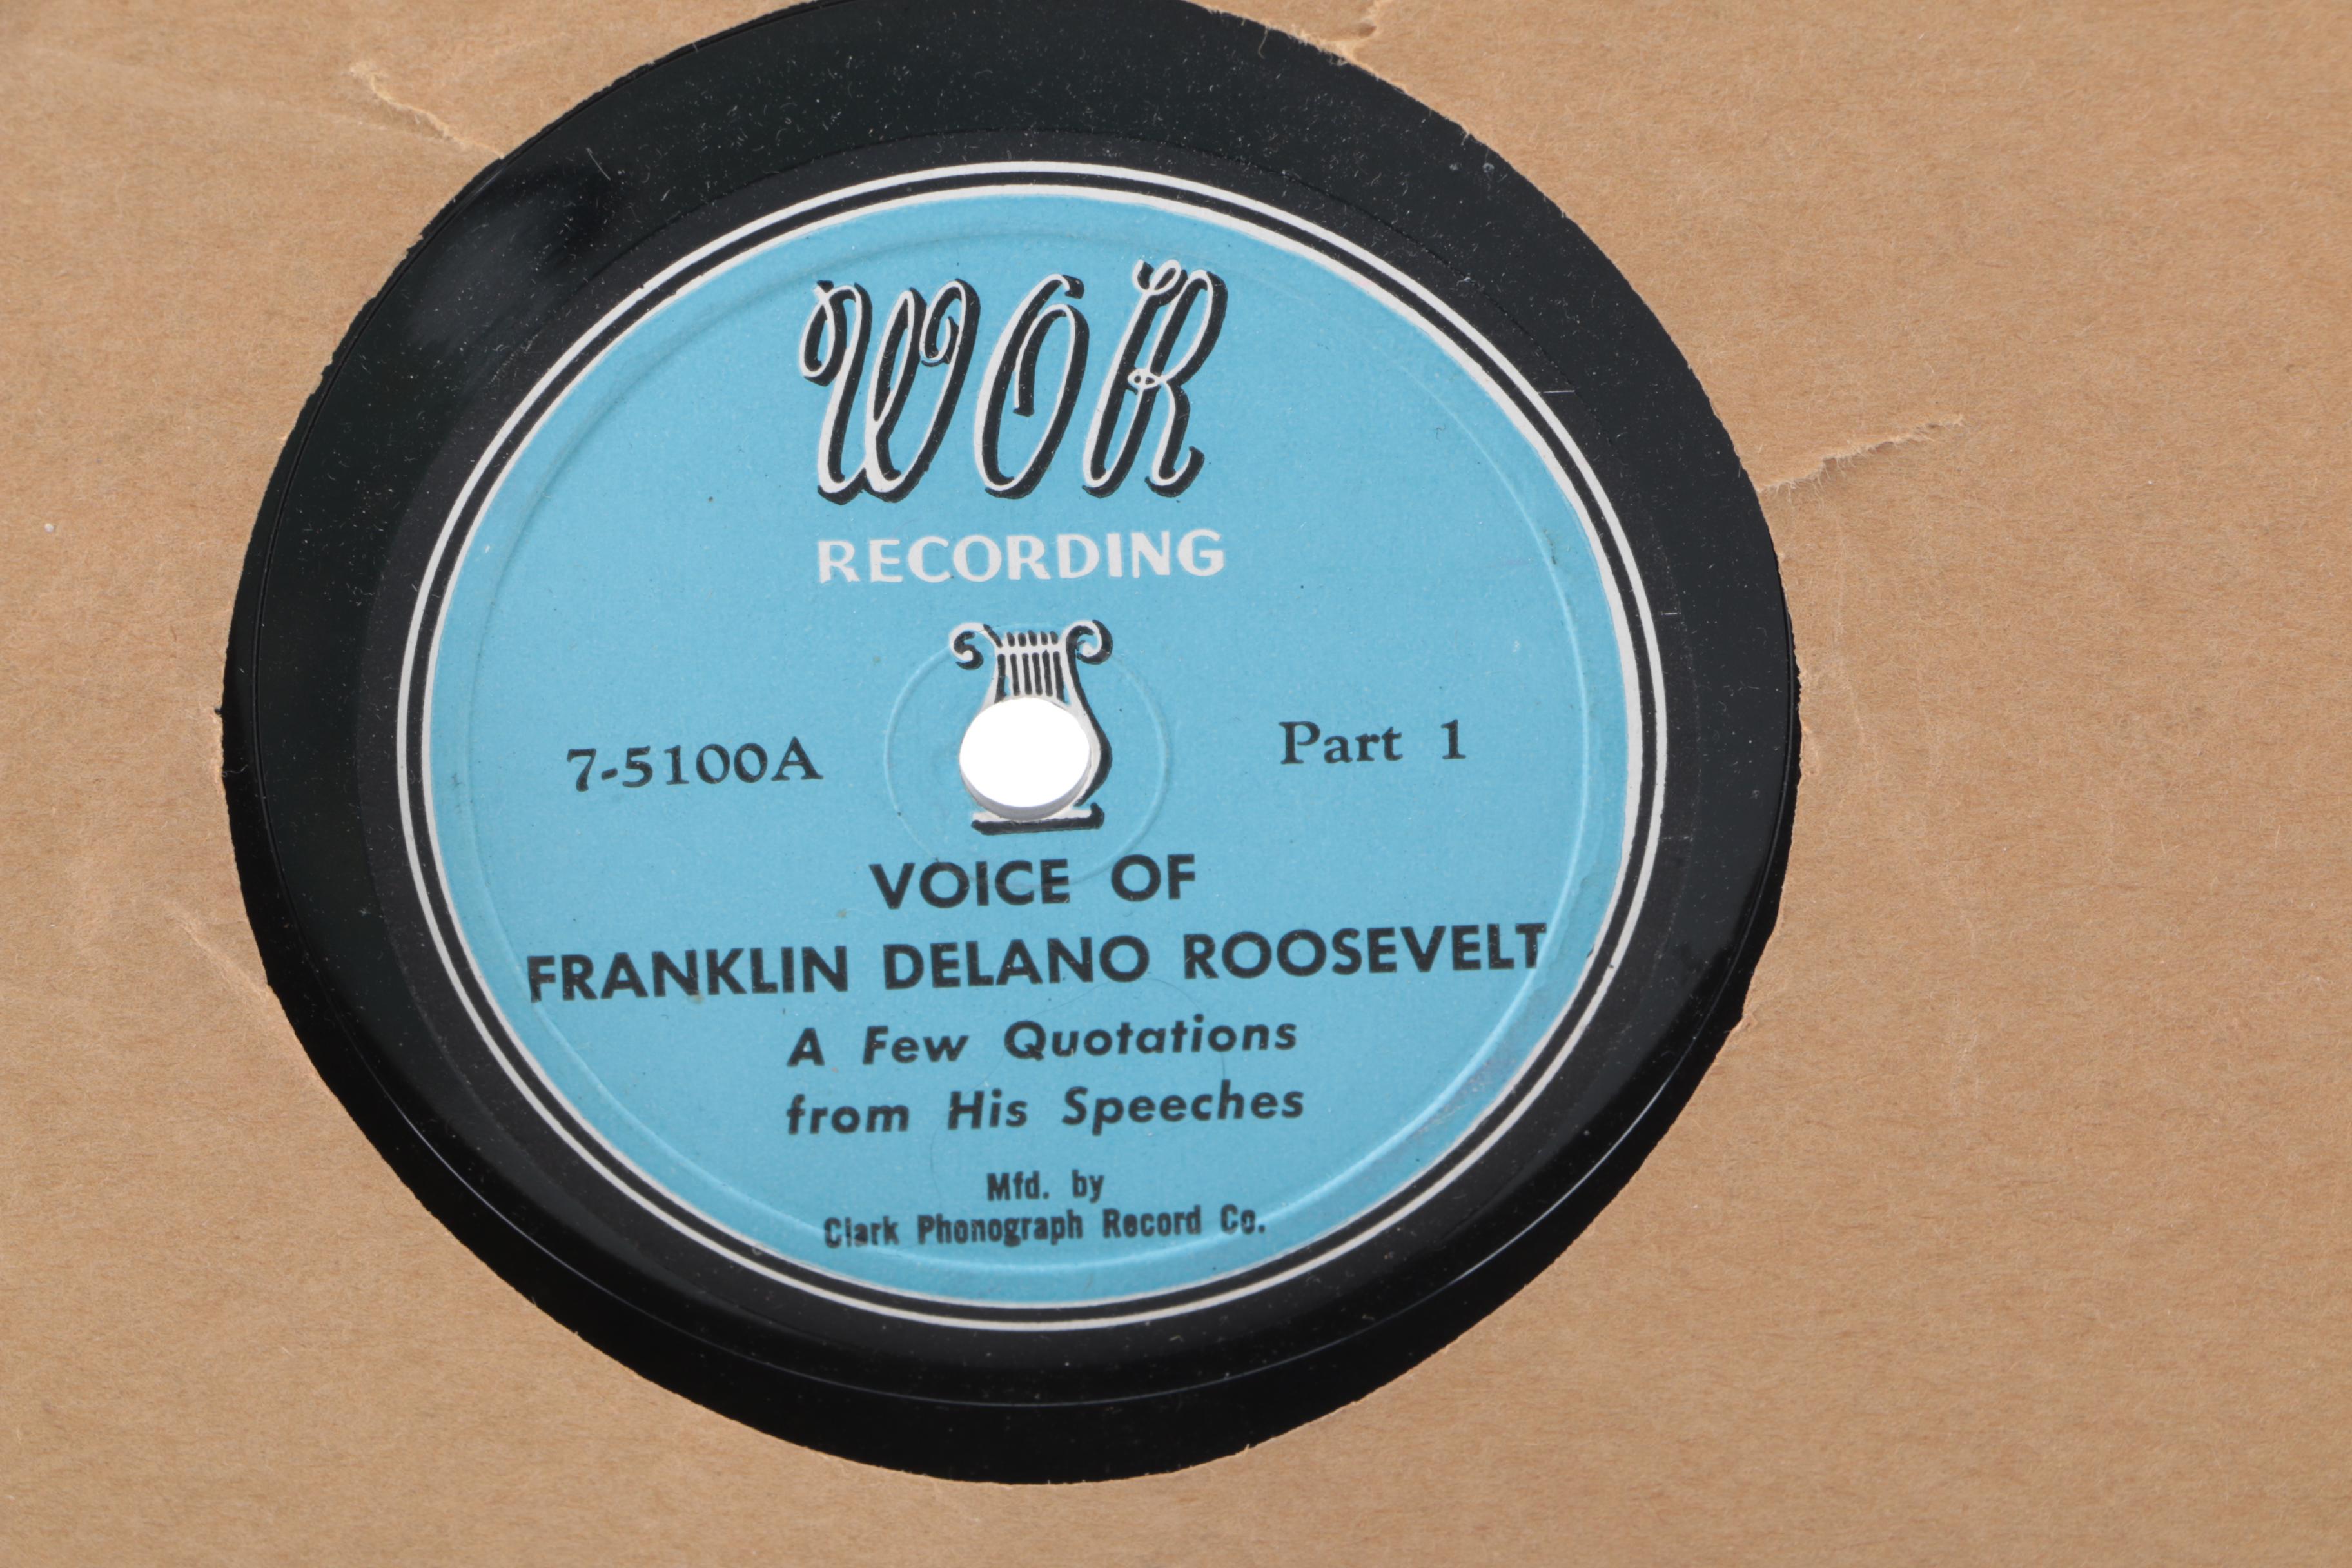 WOR
RECORDING
7-5100A
Part 1
VOICE OF
FRANKLIN DELANO ROOSEVELT
A Few Quotations
from His Speeches
Mfd. by
Clark Phonograph Record Co.